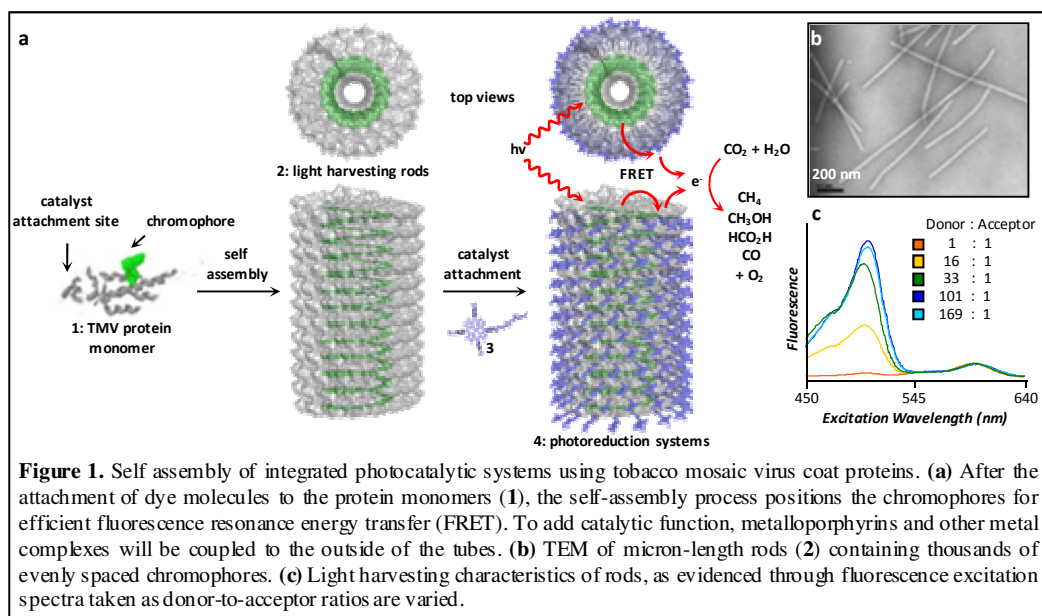 a
b
top views
hν
2: light harvesting rods
FRET
e-
CO2 + H2O
CH4
CH3OH
HCO2H
CO
+ O2
200 nm
catalyst
attachment site
chromophore
self
assembly
catalyst
attachment
3
1: TMV protein
monomer
4: photoreduction systems
c
Donor : Acceptor
1 : 1
16 : 1
33 : 1
101 : 1
169 : 1
Fluorescence
450 545 640
Excitation Wavelength (nm)
Figure 1. Self assembly of integrated photocatalytic systems using tobacco mosaic virus coat proteins. (a) After the
attachment of dye molecules to the protein monomers (1), the self-assembly process positions the chromophores for
efficient fluorescence resonance energy transfer (FRET). To add catalytic function, metalloporphyrins and other metal
complexes will be coupled to the outside of the tubes. (b) TEM of micron-length rods (2) containing thousands of
evenly spaced chromophores. (c) Light harvesting characteristics of rods, as evidenced through fluorescence excitation
spectra taken as donor-to-acceptor ratios are varied.